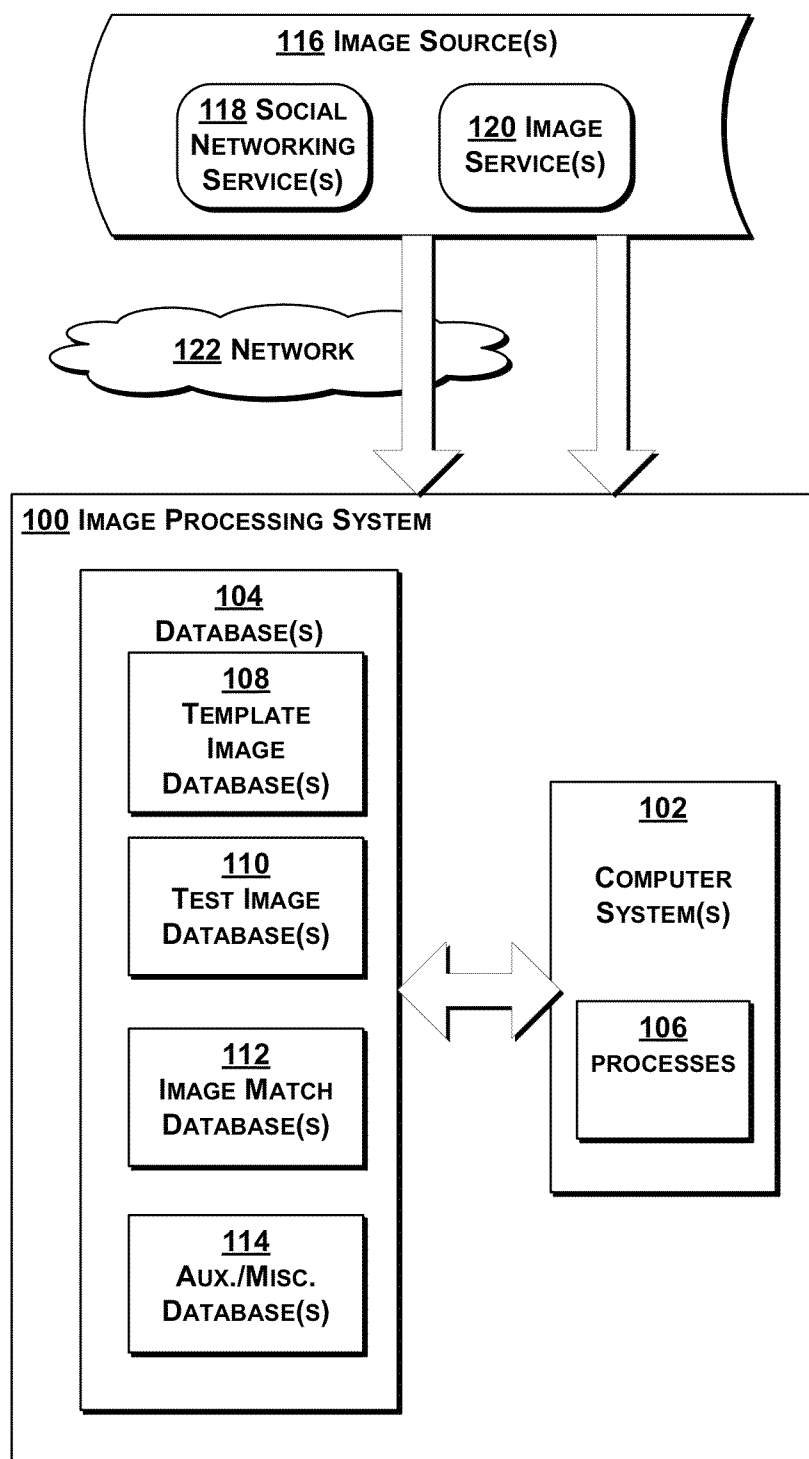 116 IMAGE SOURCE(S)
118 SOCIAL
NETWORKING
SERVICE(S)
120 IMAGE
SERVICE(S)
122 NETWORK
100 IMAGE PROCESSING SYSTEM
104
DATABASE(S)
108
TEMPLATE
IMAGE
DATABASE(S)
110
TEST IMAGE
DATABASE(S)
112
IMAGE MATCH
DATABASE(S)
114
AUX./MISC.
DATABASE(S)
102
COMPUTER
SYSTEM(S)
106
PROCESSES